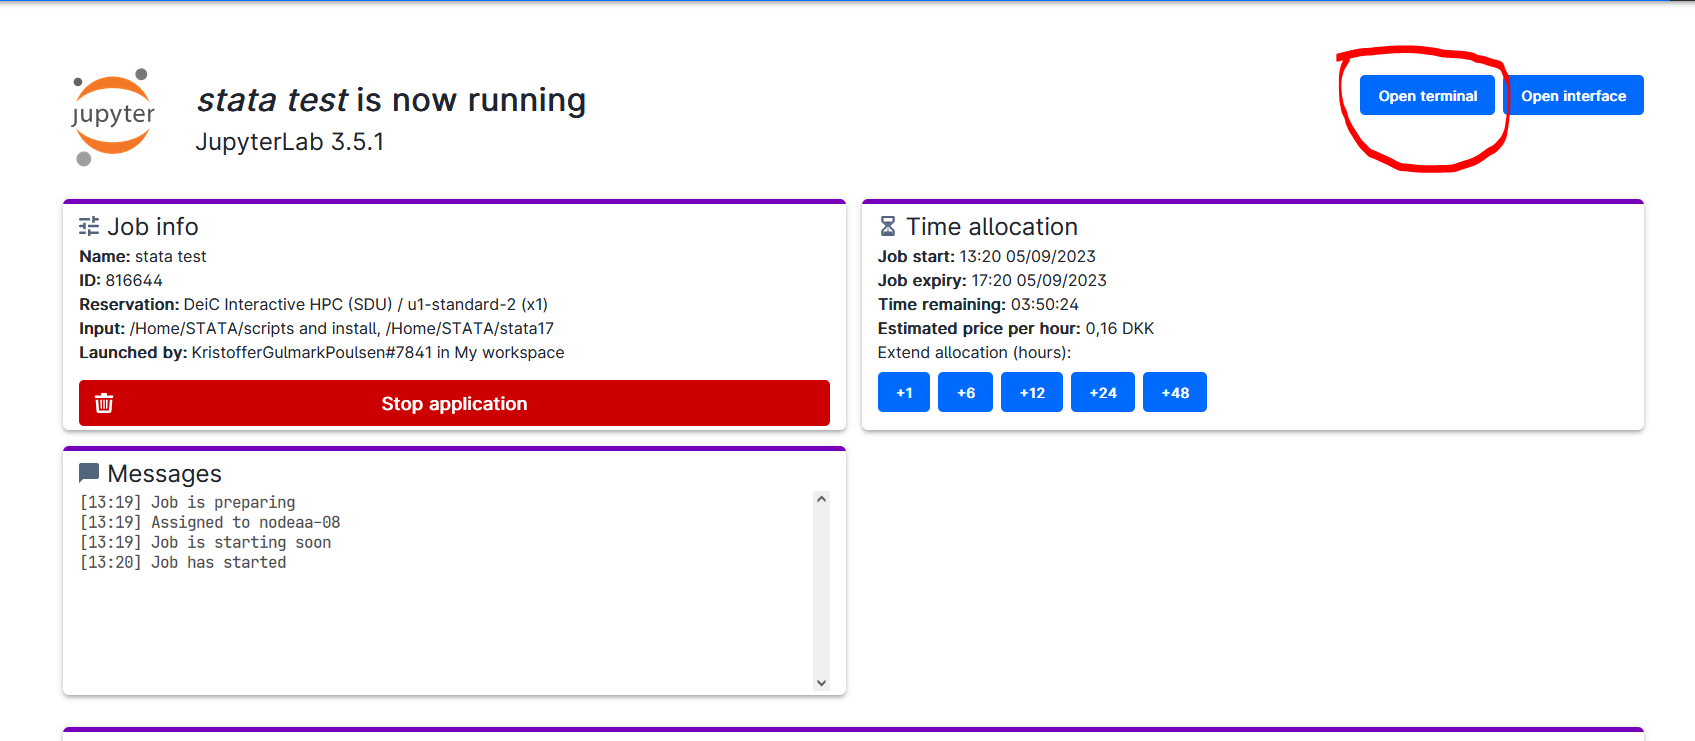 jupyter
stata test is now running
JupyterLab 3.5.1
Open terminal
Open interface
Job info
Name: stata test
ID: 816644
Reservation: DeiC Interactive HPC (SDU) / u1-standard-2 (x1)
Input: /Home/STATA/scripts and install, /Home/STATA/stata17
Launched by: KristofferGulmarkPoulsen#7841 in My workspace
Stop application
Time allocation
Job start: 13:20 05/09/2023
Job expiry: 17:20 05/09/2023
Time remaining: 03:50:24
Estimated price per hour: 0,16 DKK
Extend allocation (hours):
+1 +6 +12 +24 +48
Messages
[13:19] Job is preparing
[13:19] Assigned to nodeaa-08
[13:19] Job is starting soon
[13:20] Job has started